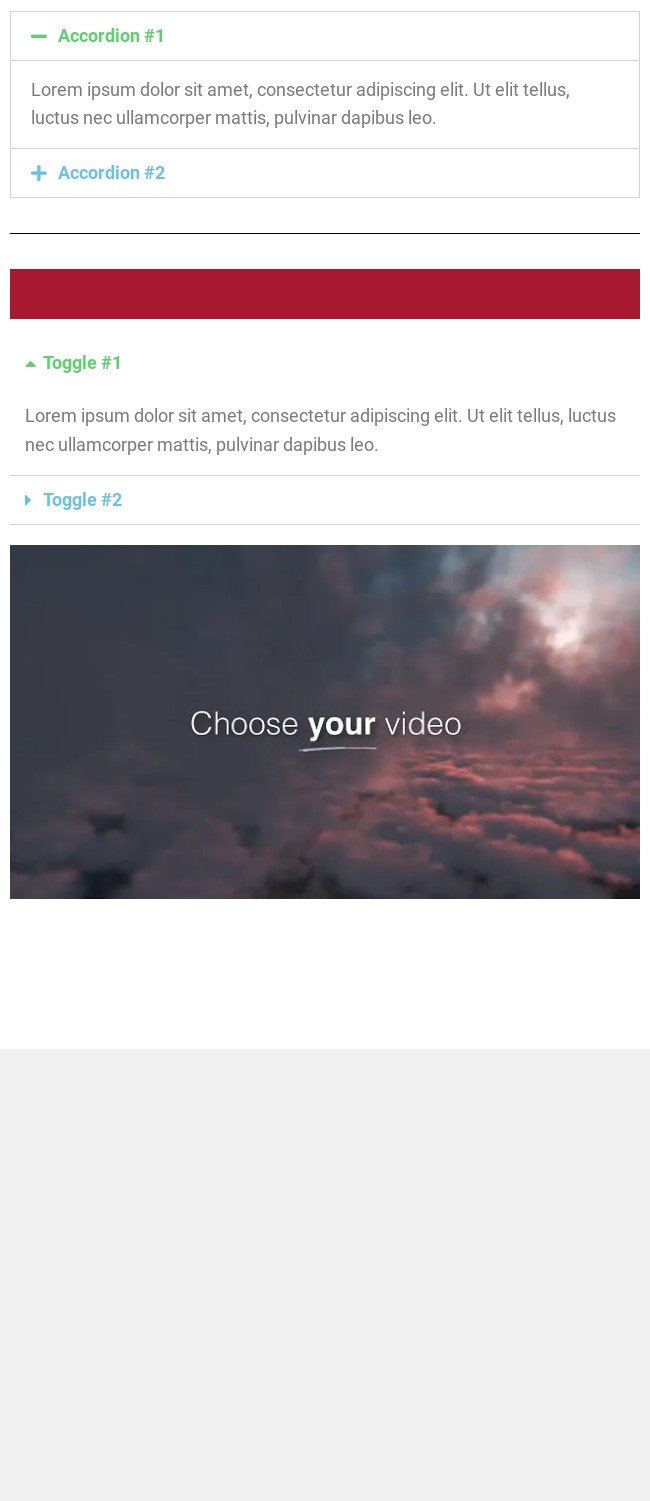 Accordion #1
Lorem ipsum dolor sit amet, consectetur adipiscing elit. Ut elit tellus,
luctus nec ullamcorper mattis, pulvinar dapibus leo.
Accordion #2
Toggle #1
Lorem ipsum dolor sit amet, consectetur adipiscing elit. Ut elit tellus, luctus
nec ullamcorper mattis, pulvinar dapibus leo.
Toggle #2
Choose your video